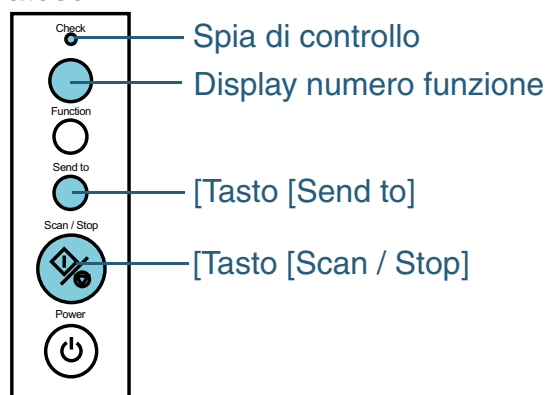 Check
Spia di controllo
Display numero funzione
Function
Send to
[Tasto [Send to]
Scan / Stop
[Tasto [Scan / Stop]
Power